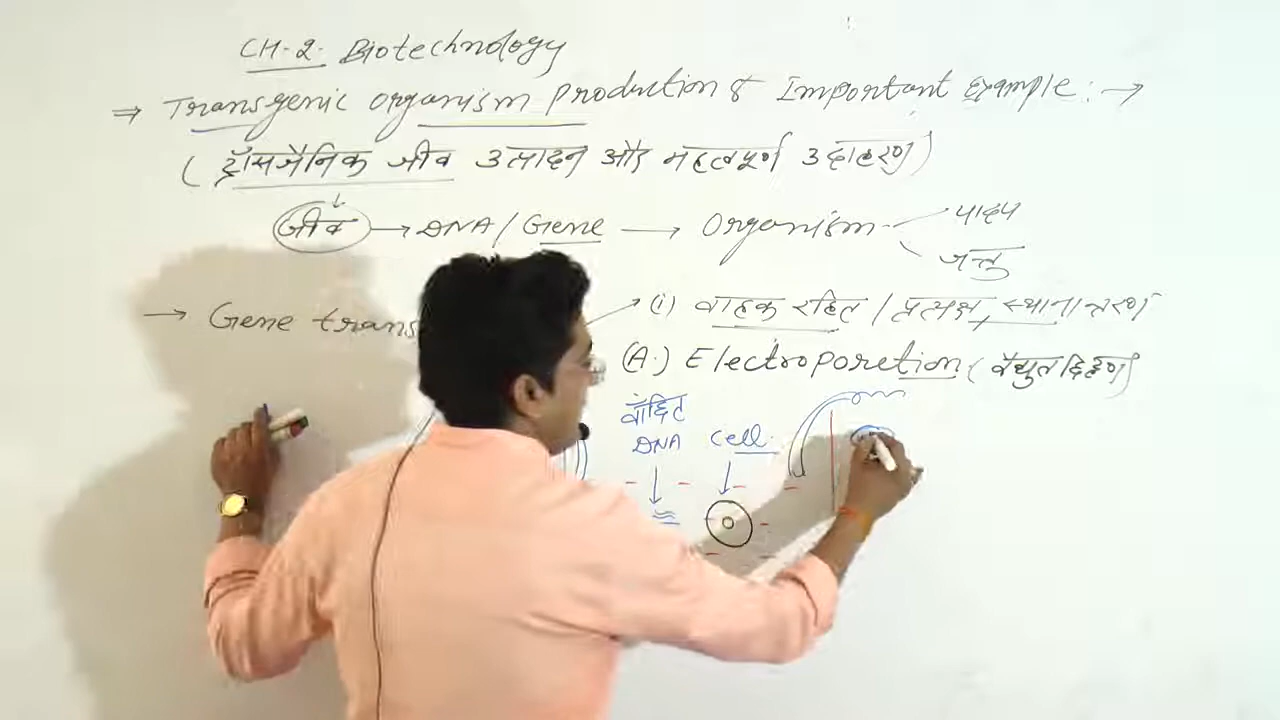 CH-2. Biotechnology
⇒ Transgenic organism production & Important Example:→
(ट्रॉंसजैनिक जीव उत्पादन और महत्वपूर्ण उदाहरण)
जीव → DNA/Gene → Organism पादप
जन्तु
→ Gene trans
(i) वाहक रहित / प्रत्यक्ष स्थानान्तरण
(A.) Electroporetion (वैद्युत छिद्रण)
वांछित
DNA Cell